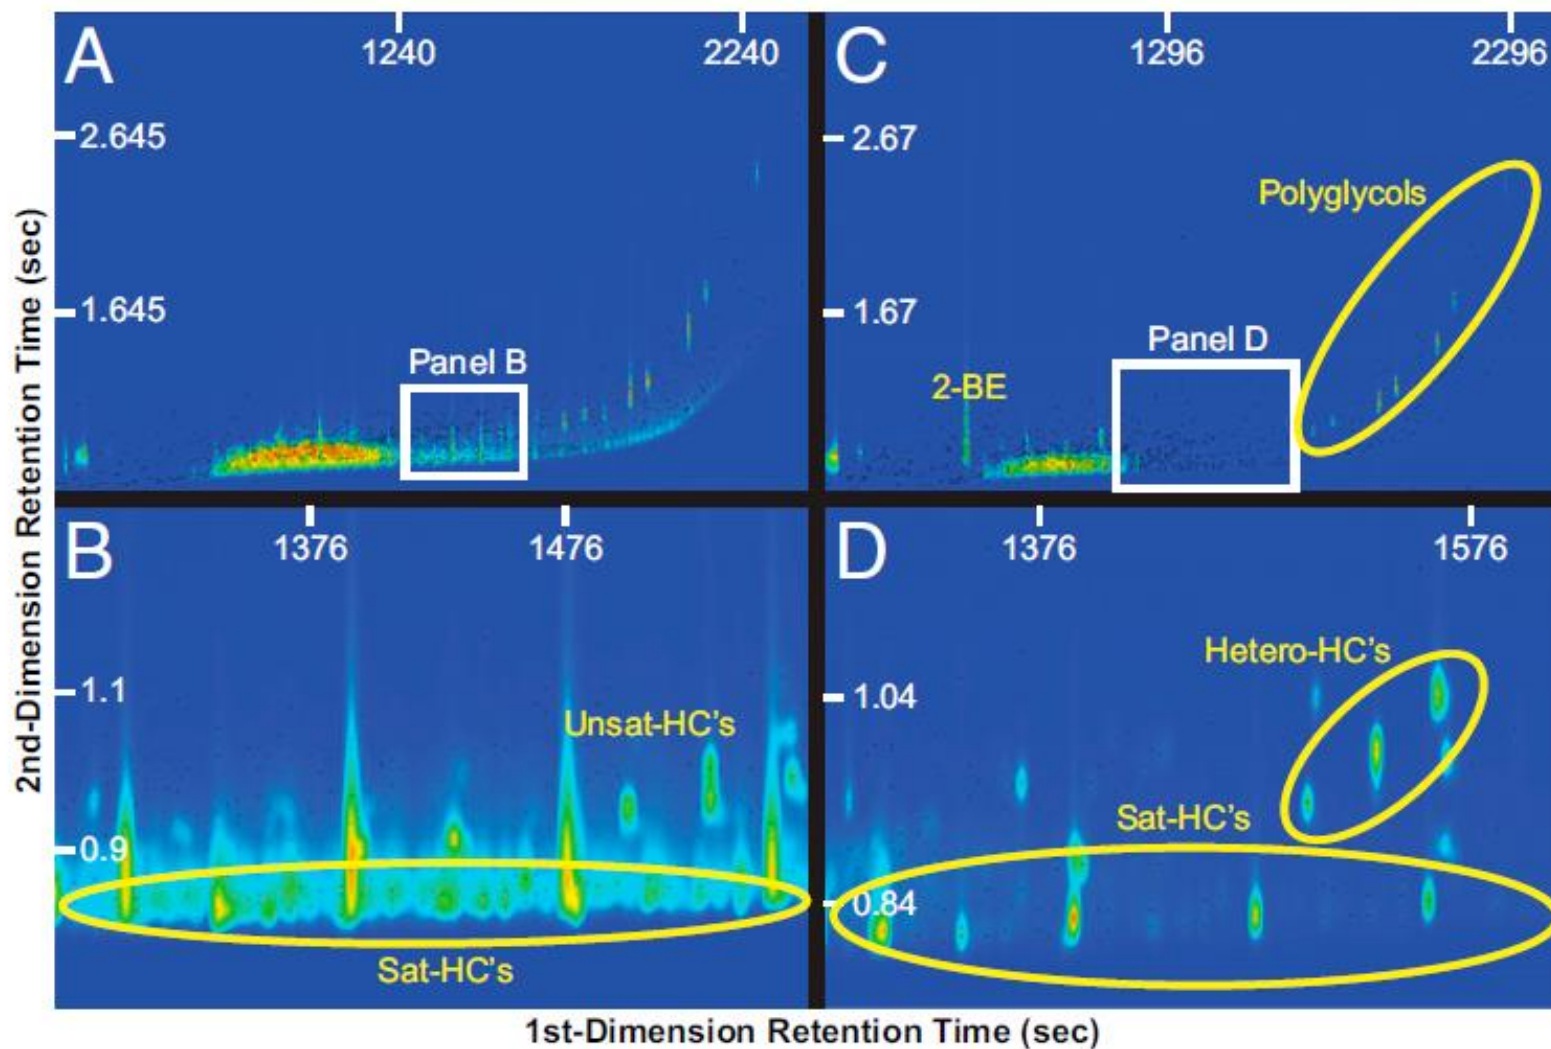 2nd-Dimension Retention Time (sec)
A
1240
2240
2.645
1.645
Panel B
C
1296
2296
2.67
Polyglycols
1.67
Panel D
2-BE
B
1376
1476
1.1
Unsat-HC's
0.9
Sat-HC's
D
1376
1576
Hetero-HC's
1.04
Sat-HC's
0.84
1st-Dimension Retention Time (sec)